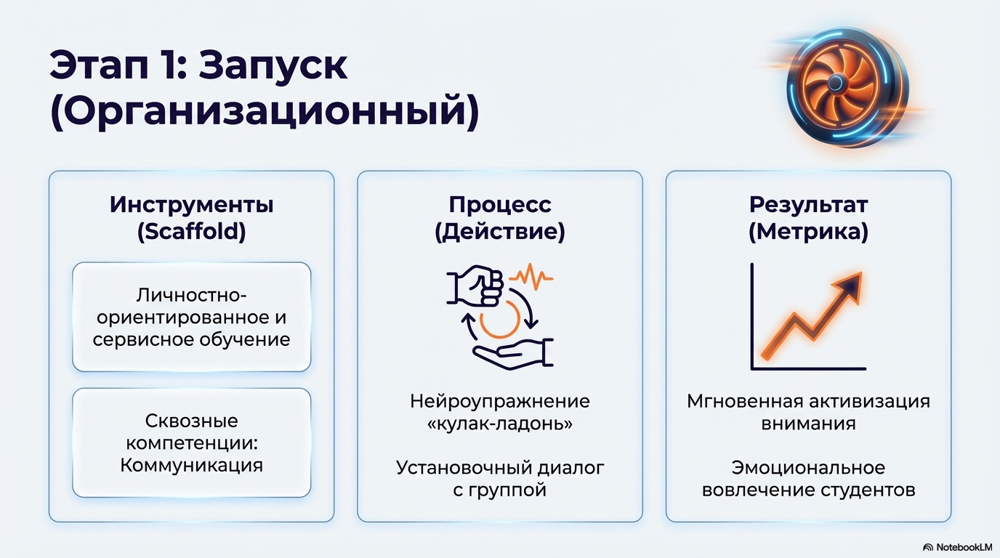 Этап 1: Запуск
(Организационный)
Инструменты
(Scaffold)
Личностно-
ориентированное и
сервисное обучение
Сквозные
компетенции:
Коммуникация
Процесс
(Действие)
Нейроупражнение
«кулак-ладонь»
Установочный диалог
с группой
Результат
(Метрика)
Мгновенная активизация
внимания
Эмоциональное
вовлечение студентов
NotebookLM